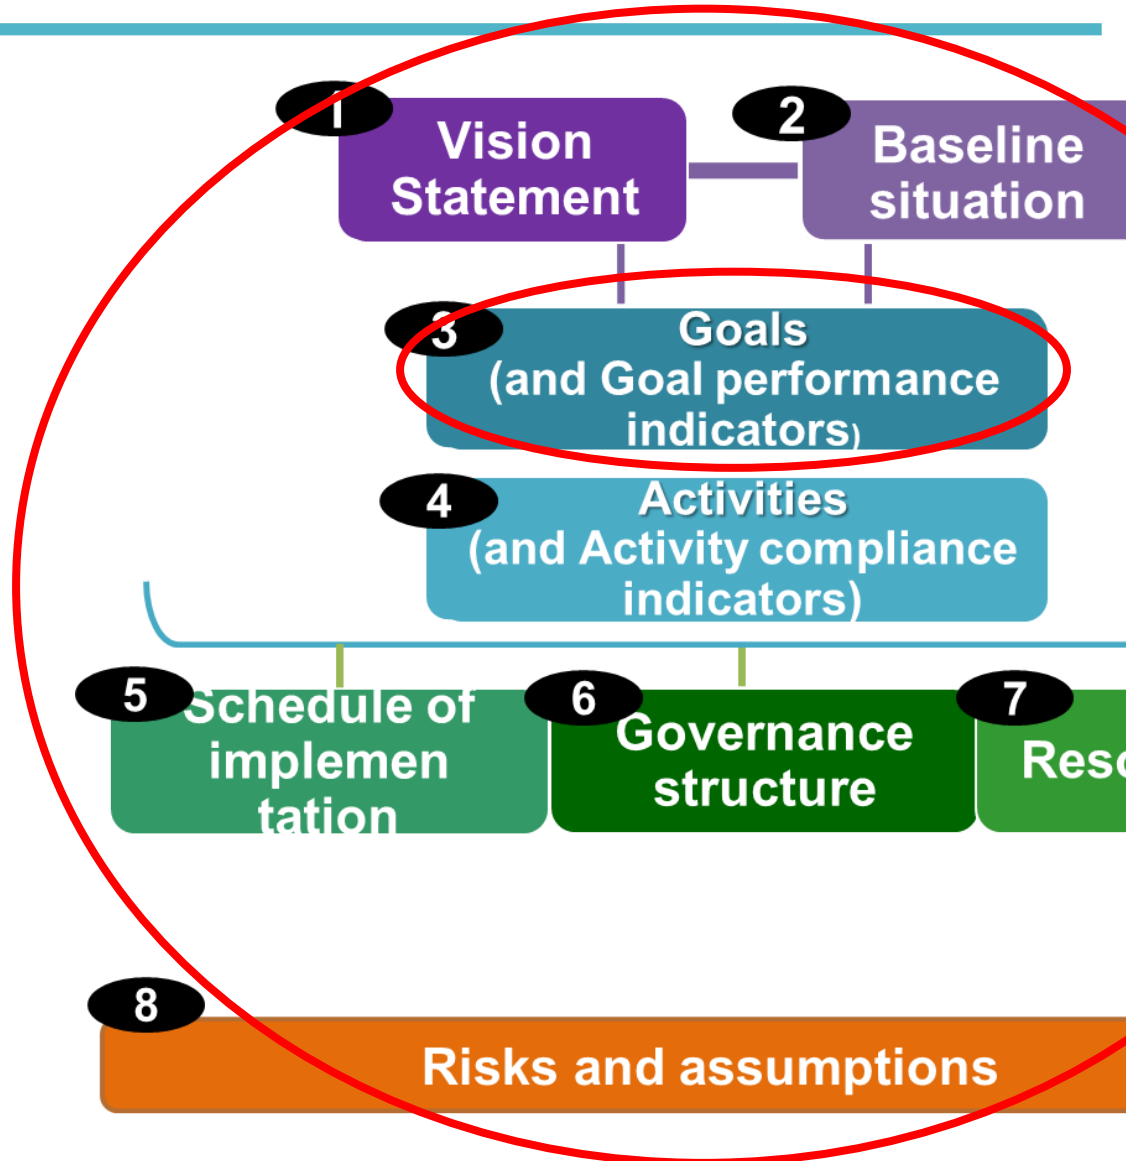 1
Vision
Statement
2
Baseline
situation
3
Goals
(and Goal performance
indicators)
4
Activities
(and Activity compliance
indicators)
5
Schedule of
implemen
tation
6
Governance
structure
7
8
Risks and assumptions